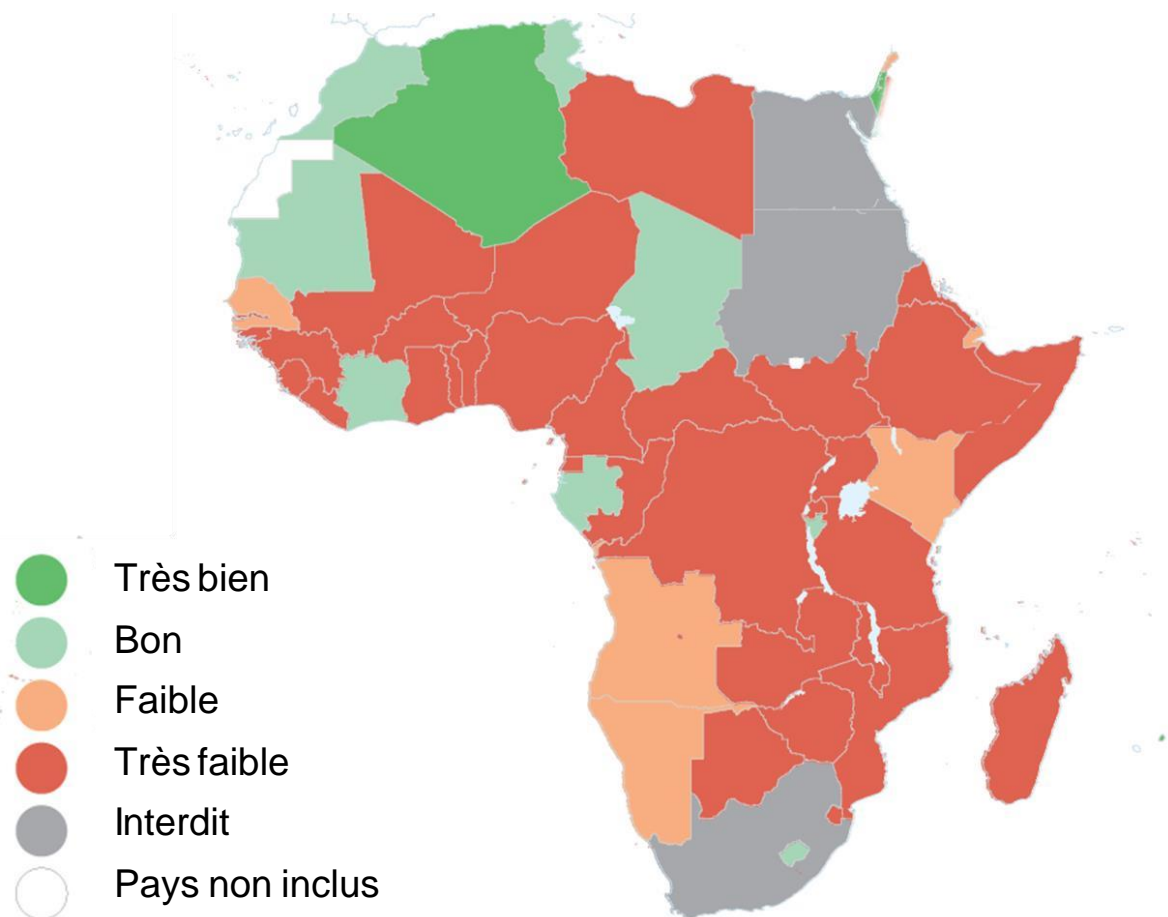 Très bien
Bon
Faible
Très faible
Interdit
Pays non inclus